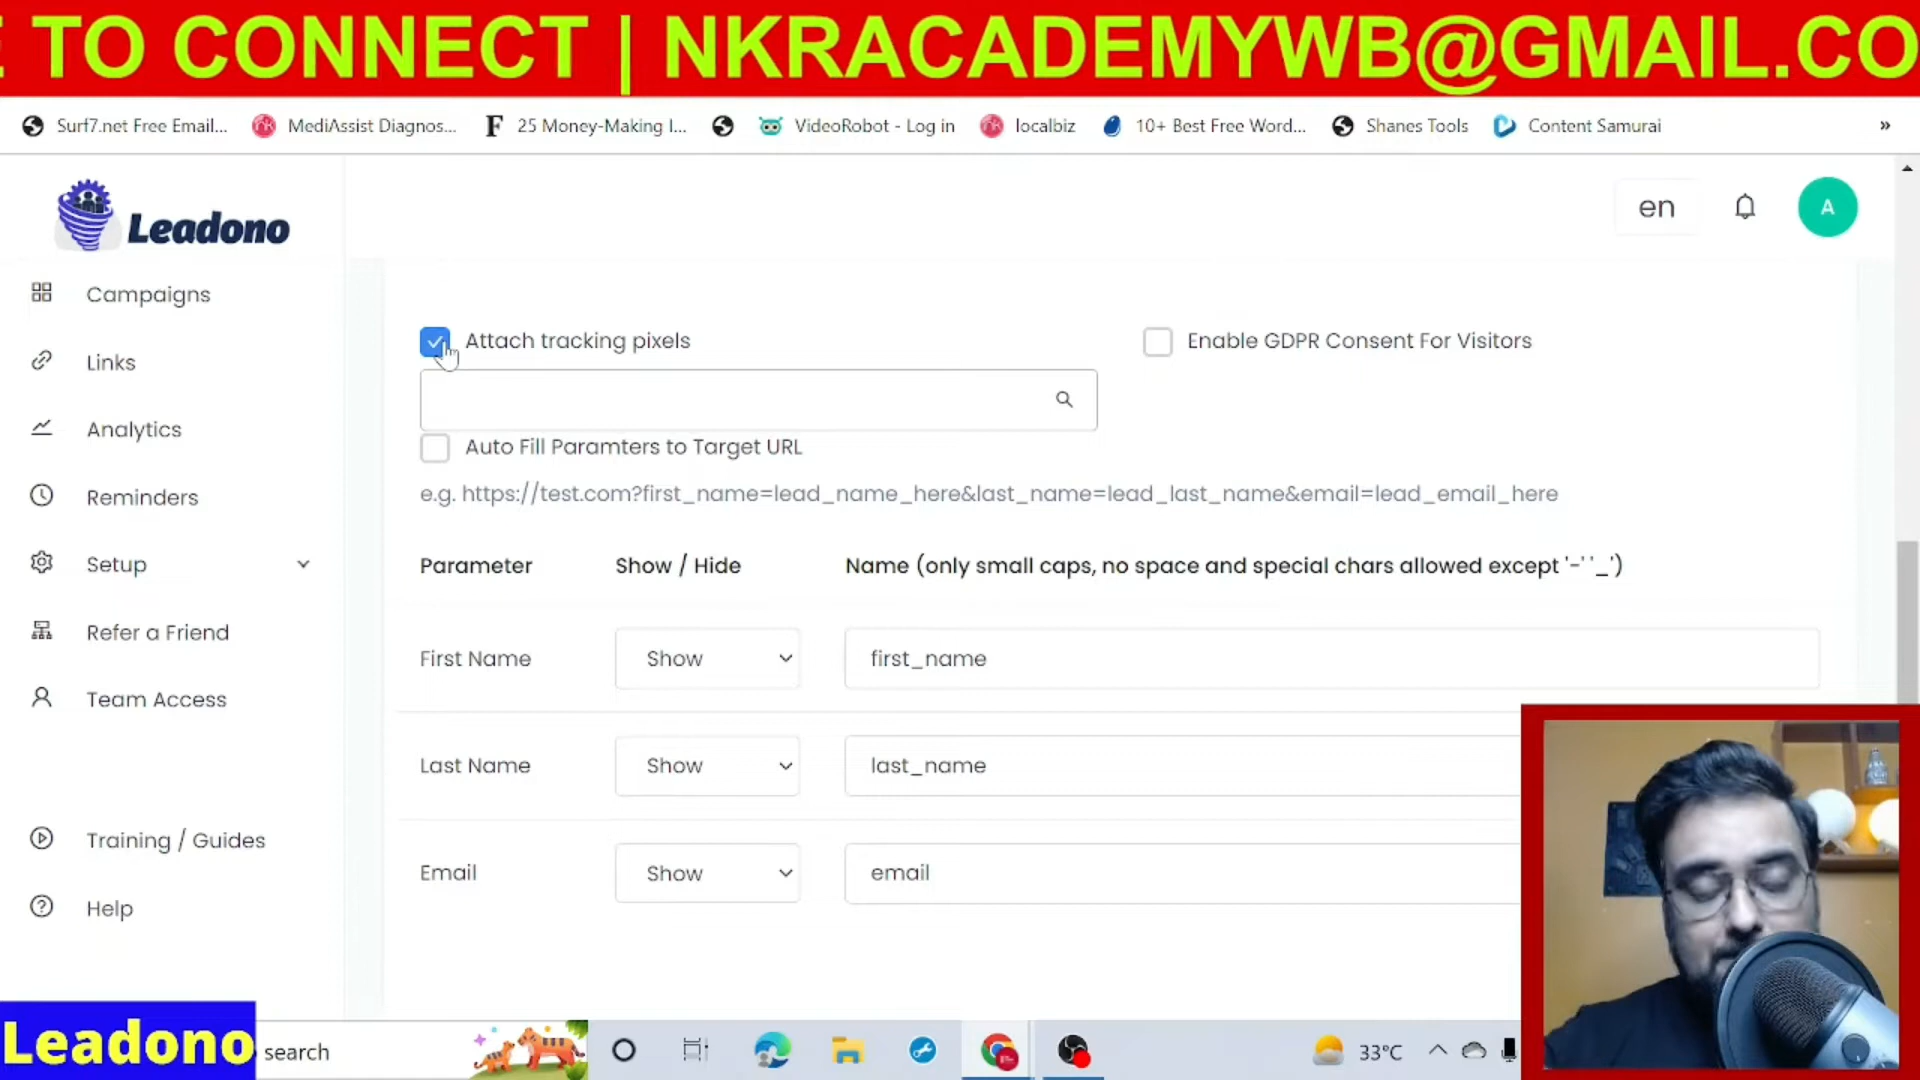 E TO CONNECT | NKRACADEMYWB@GMAIL.CO
Surf7.net Free Email... MediAssist Diagnos... F 25 Money-Making I... VideoRobot - Log in localbiz 10+ Best Free Word... Shanes Tools Content Samurai »
Leadono
en
A
Campaigns
Links
Analytics
Reminders
Setup
Refer a Friend
Team Access
Training / Guides
Help
Attach tracking pixels
Enable GDPR Consent For Visitors
Auto Fill Paramters to Target URL
e.g. https://test.com?first_name=lead_name_here&last_name=lead_last_name&email=lead_email_here
Parameter Show / Hide Name (only small caps, no space and special chars allowed except '-' '_')
First Name Show first_name
Last Name Show last_name
Email Show email
Leadono
search
33°C